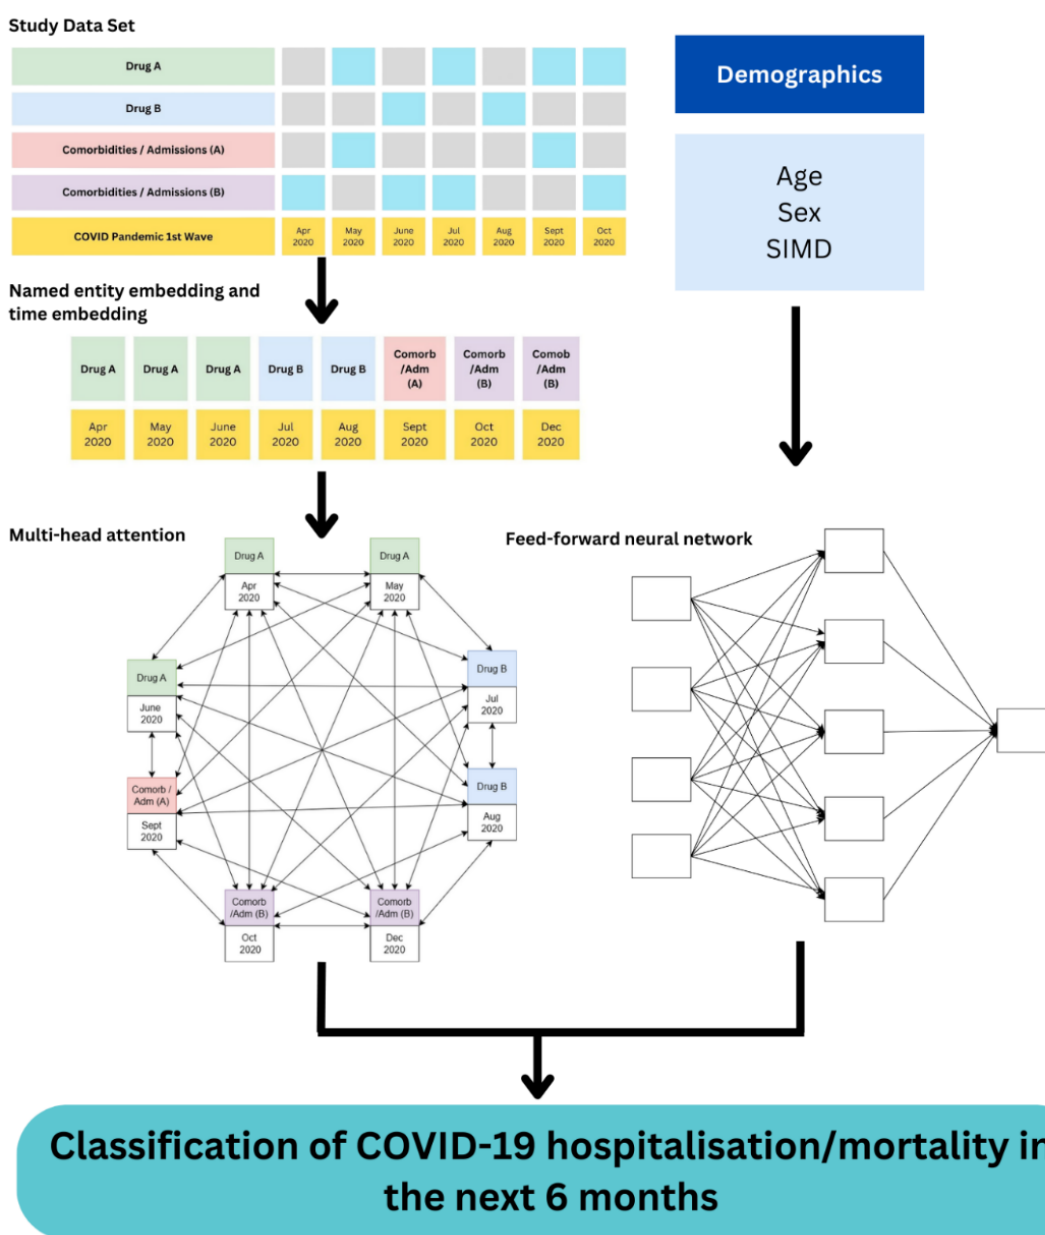 Study Data Set
Drug A
Drug B
Comorbidities / Admissions (A)
Comorbidities / Admissions (B)
COVID Pandemic 1st Wave
Apr
2020
May
2020
June
2020
Jul
2020
Aug
2020
Sept
2020
Oct
2020
Demographics
Age
Sex
SIMD
Named entity embedding and
time embedding
Drug A
Drug A
Drug A
Drug B
Drug B
Comorb
/Adm
(A)
Comorb
/Adm
(B)
Comob
/Adm
(B)
Apr
2020
May
2020
June
2020
Jul
2020
Aug
2020
Sept
2020
Oct
2020
Dec
2020
Multi-head attention
Drug A
Apr
2020
Drug A
May
2020
Drug A
June
2020
Drug B
Jul
2020
Comorb /
Adm (A)
Sept
2020
Drug B
Aug
2020
Comorb
/Adm (B)
Oct
2020
Comorb
/Adm (B)
Dec
2020
Feed-forward neural network
Classification of COVID-19 hospitalisation/mortality in
the next 6 months